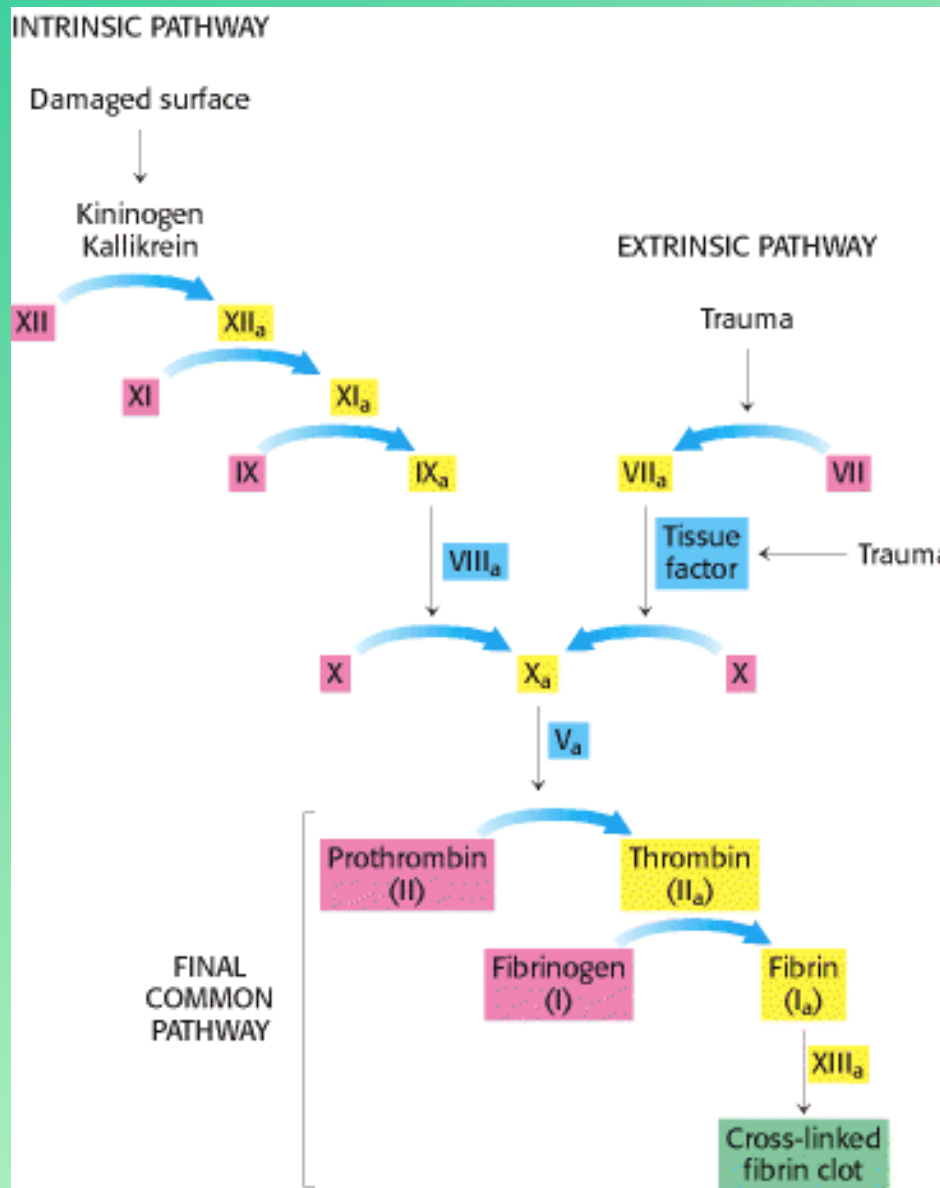 INTRINSIC PATHWAY
Damaged surface
Kininogen
Kallikrein
EXTRINSIC PATHWAY
XII
XIIa
Trauma
XI
XIa
IX
IXa
VIIa
VII
VIIIa
Tissue
factor
Trauma
X
Xa
X
Va
Prothrombin
(II)
Thrombin
(IIa)
Fibrinogen
(I)
Fibrin
(Ia)
FINAL
COMMON
PATHWAY
XIIIa
Cross-linked
fibrin clot